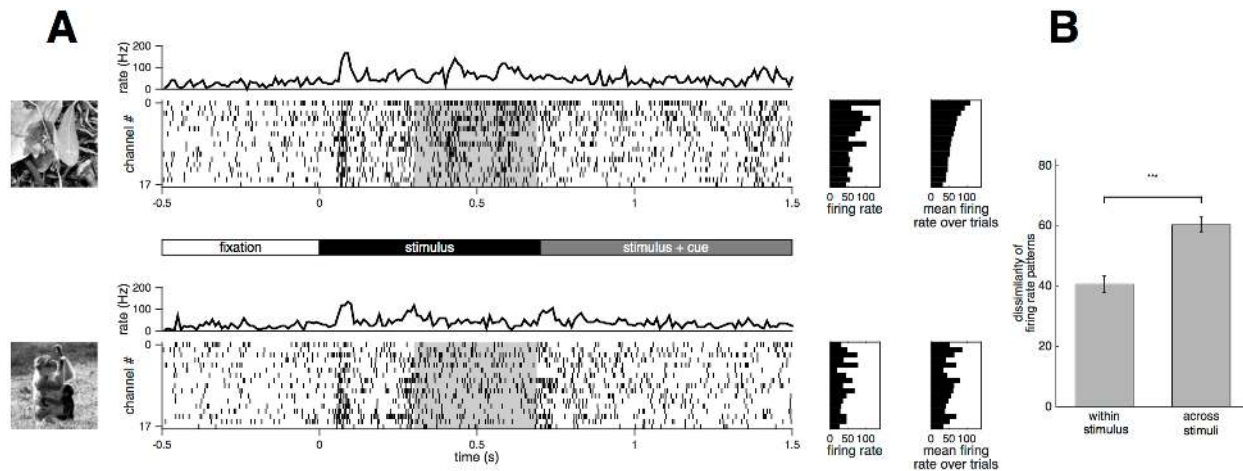 A
B
rate (Hz)
200
100
0
channel #
0
17
-0.5
0
0.5
1
1.5
0 50 100
firing rate
0 50 100
mean firing
rate over trials
fixation
stimulus
stimulus + cue
rate (Hz)
200
100
0
channel #
0
17
-0.5
0
0.5
1
1.5
time (s)
0 50 100
firing rate
0 50 100
mean firing
rate over trials
dissimilarity of
firing rate patterns
80
60
40
20
0
***
within
stimulus
across
stimuli